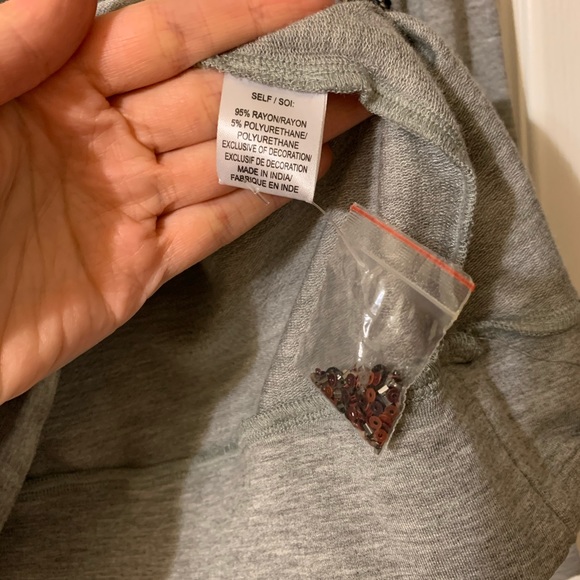 SELF / SOI:
95% RAYON/RAYON
5% POLYURETHANE/
POLYURETHANE
EXCLUSIVE OF DECORATION/
EXCLUSIF DE DECORATION
MADE IN INDIA/
FABRIQUE EN INDE